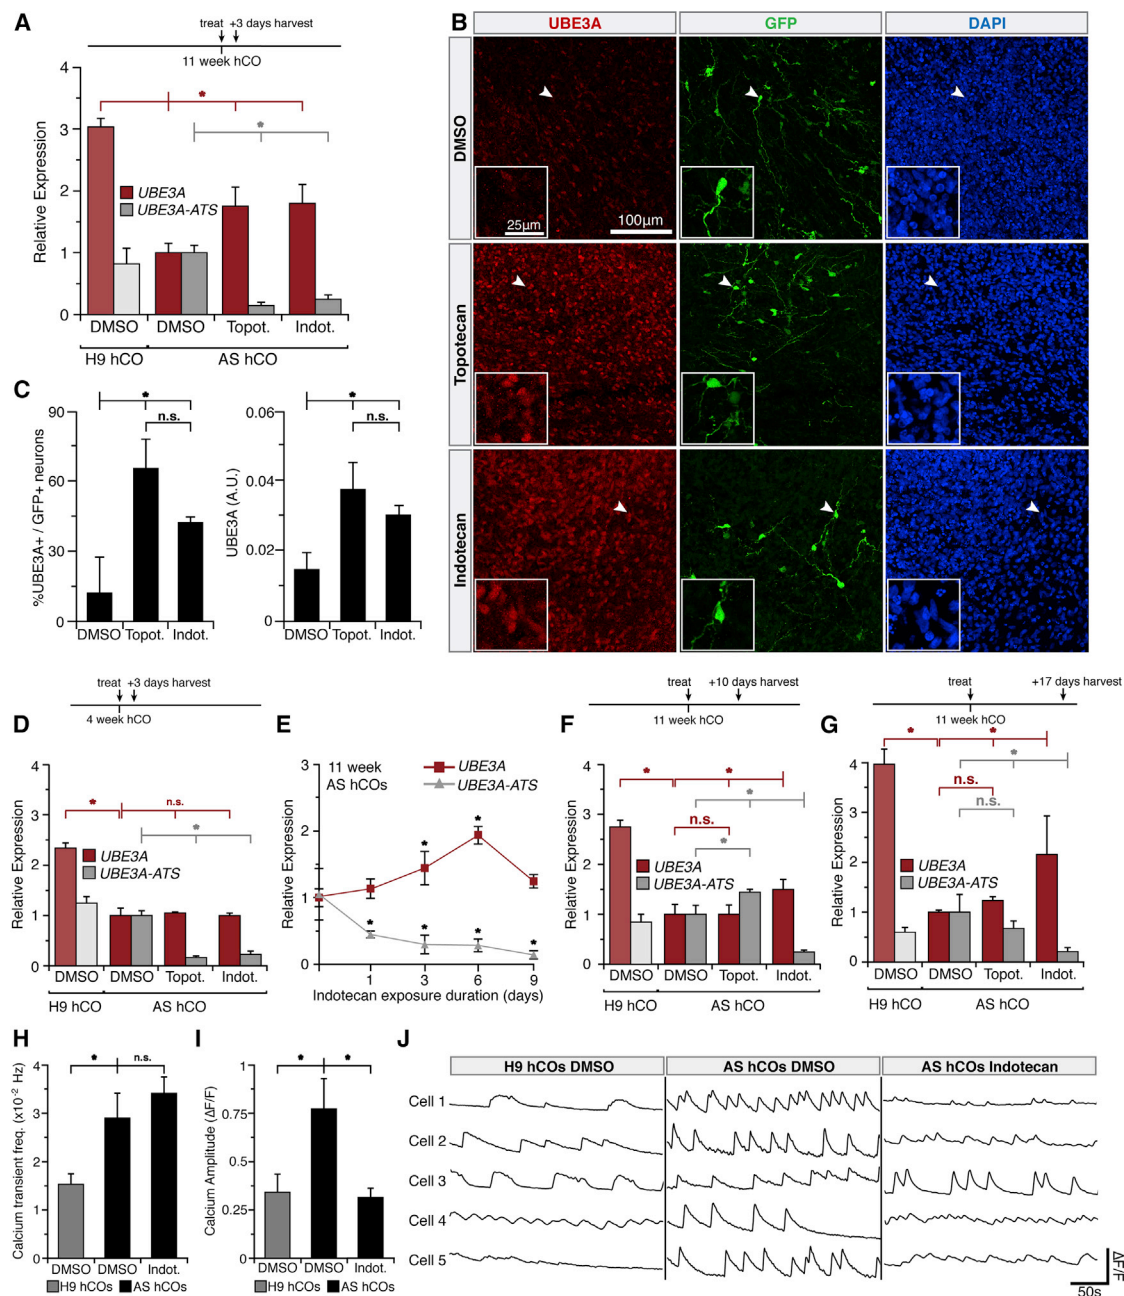 A
treat +3 days harvest
11 week hCO
Relative Expression
4
3
2
1
0
*
*
UBE3A
UBE3A-ATS
DMSO DMSO Topot. Indot.
H9 hCO AS hCO
B
UBE3A GFP DAPI
DMSO
25µm
100µm
Topotecan
Indotecan
C
%UBE3A+ / GFP+ neurons
90
60
30
0
*
n.s.
DMSO Topot. Indot.
UBE3A (A.U.)
0.06
0.04
0.02
0
*
n.s.
DMSO Topot. Indot.
D
treat +3 days harvest
4 week hCO
Relative Expression
4
3
2
1
0
* n.s.
*
UBE3A
UBE3A-ATS
DMSO DMSO Topot. Indot.
H9 hCO AS hCO
E
Relative Expression
3
2
1
0
11 week
AS hCOs
UBE3A
UBE3A-ATS
* *
* * * *
1 3 6 9
Indotecan exposure duration (days)
F
treat +10 days harvest
11 week hCO
Relative Expression
4
3
2
1
0
* *
*
n.s.
*
UBE3A
UBE3A-ATS
DMSO DMSO Topot. Indot.
H9 hCO AS hCO
G
treat +17 days harvest
11 week hCO
Relative Expression
4
3
2
1
0
* *
*
n.s.
n.s.
UBE3A
UBE3A-ATS
DMSO DMSO Topot. Indot.
H9 hCO AS hCO
H
Calcium transient freq. (x10⁻² Hz)
4
3
2
1
0
* n.s.
DMSO DMSO Indot.
H9 hCOs AS hCOs
I
Calcium Amplitude (ΔF/F)
1
0.75
0.5
0.25
0
* *
DMSO DMSO Indot.
H9 hCOs AS hCOs
J
H9 hCOs DMSO AS hCOs DMSO AS hCOs Indotecan
Cell 1
Cell 2
Cell 3
Cell 4
Cell 5
ΔF/F
50s